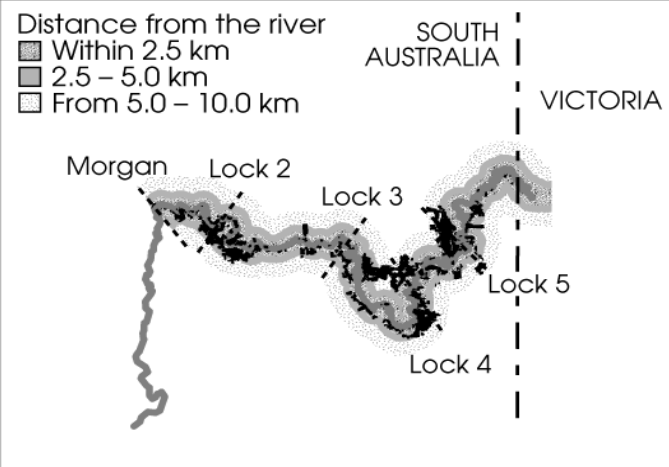 Distance from the river
Within 2.5 km
2.5 – 5.0 km
From 5.0 – 10.0 km
SOUTH
AUSTRALIA
VICTORIA
Morgan
Lock 2
Lock 3
Lock 5
Lock 4